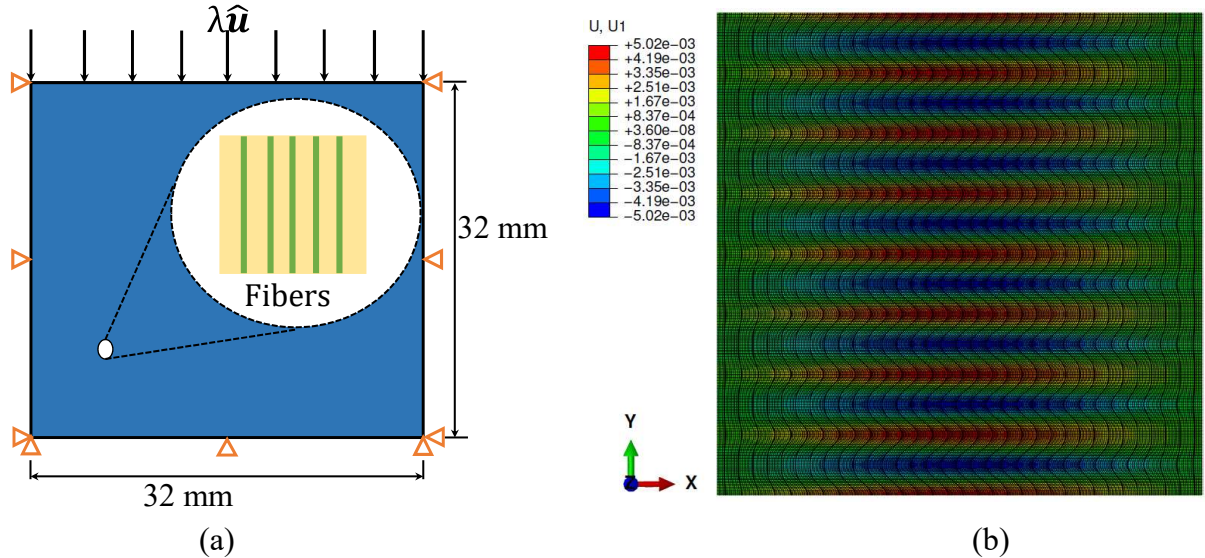 λû
Fibers
32 mm
32 mm
(a)
U, U1
+5.02e−03
+4.19e−03
+3.35e−03
+2.51e−03
+1.67e−03
+8.37e−04
+3.60e−08
−8.37e−04
−1.67e−03
−2.51e−03
−3.35e−03
−4.19e−03
−5.02e−03
Y
X
(b)